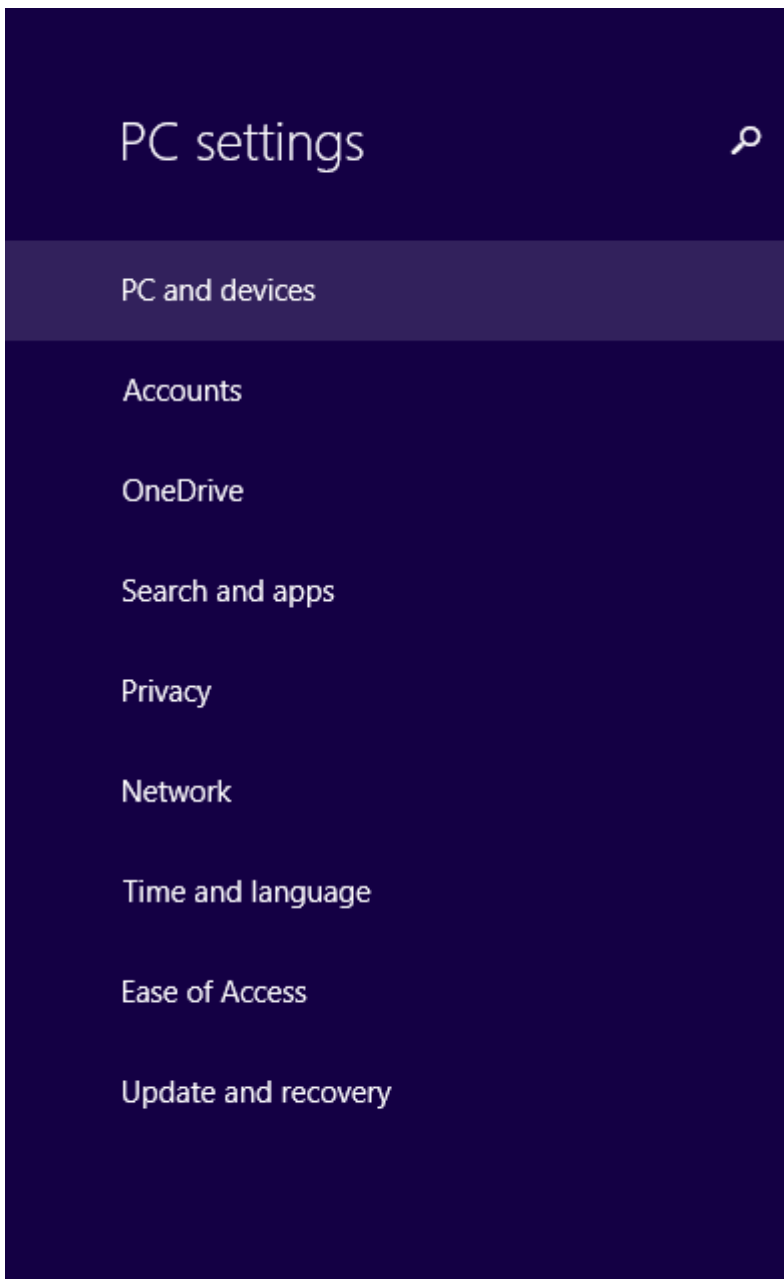 PC settings
PC and devices
Accounts
OneDrive
Search and apps
Privacy
Network
Time and language
Ease of Access
Update and recovery